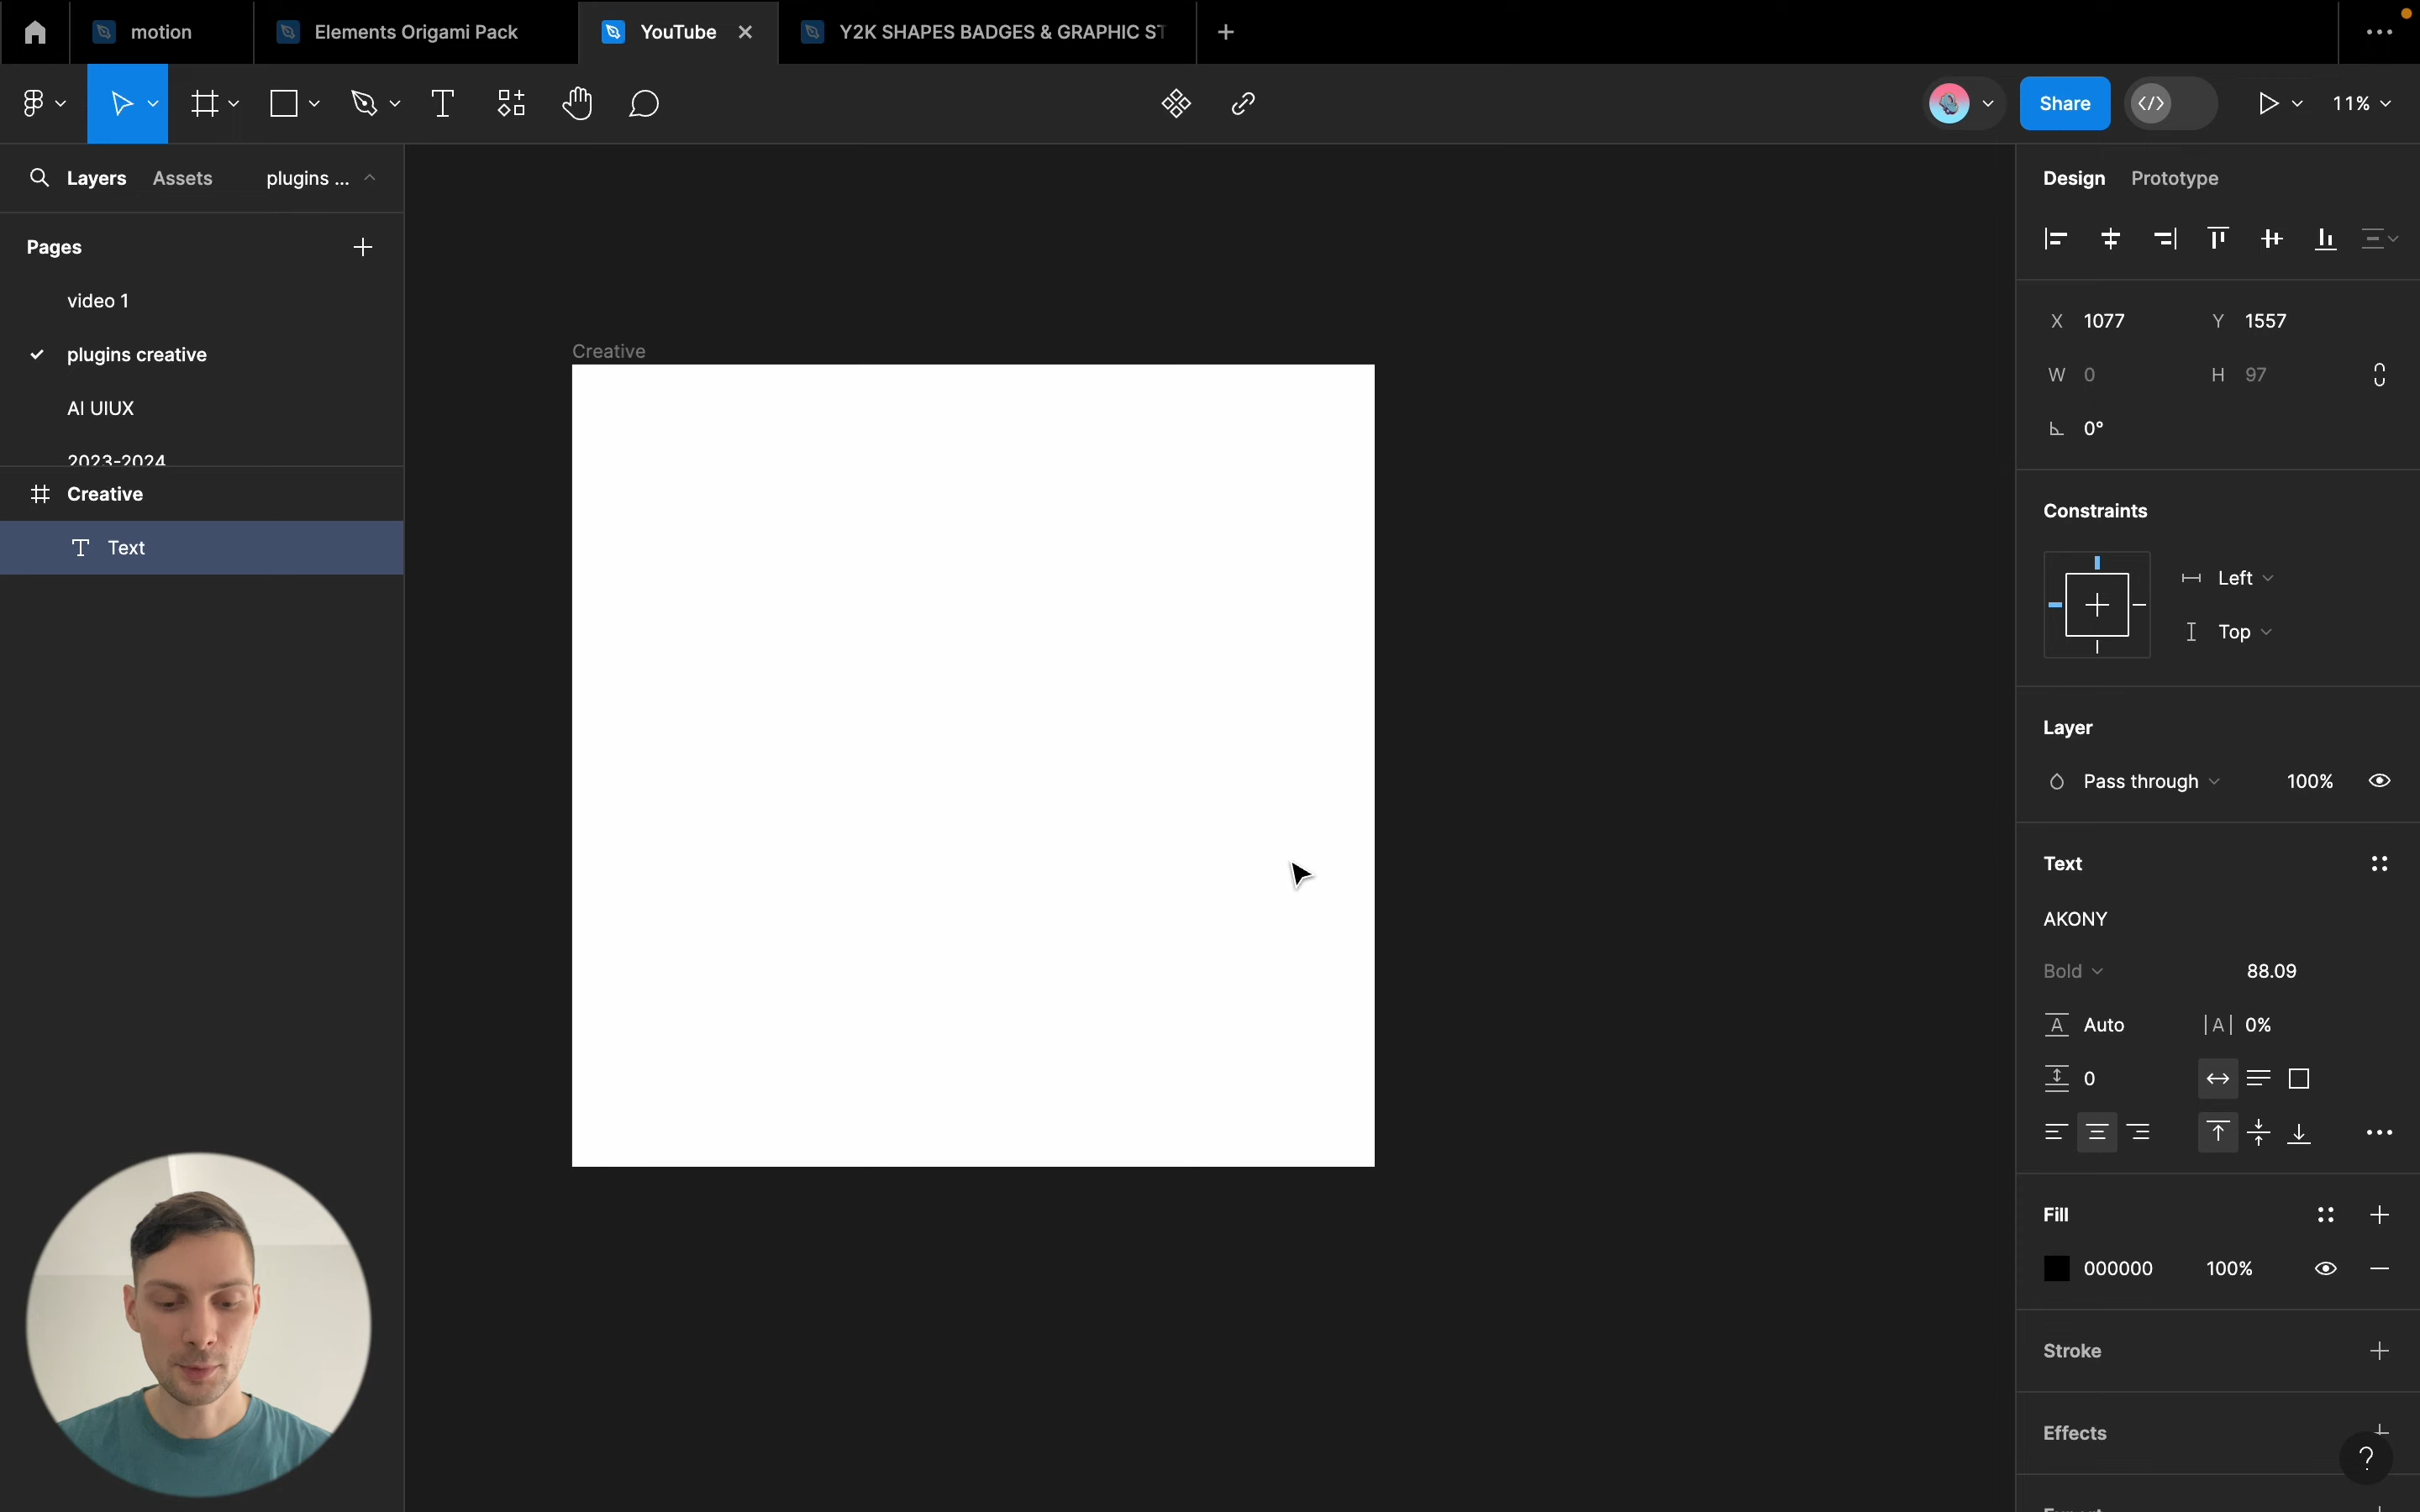 motion
Elements Origami Pack
YouTube
Y2K SHAPES BADGES & GRAPHIC ST
Share
11%
Layers
Assets
plugins ...
Pages
video 1
plugins creative
AI UIUX
2023-2024
Creative
Text
Creative
Design
Prototype
X 1077
Y 1557
W 0
H 97
0°
Constraints
Left
Top
Layer
Pass through
100%
Text
AKONY
Bold
88.09
A Auto
|A| 0%
0
Fill
000000
100%
Stroke
Effects
?